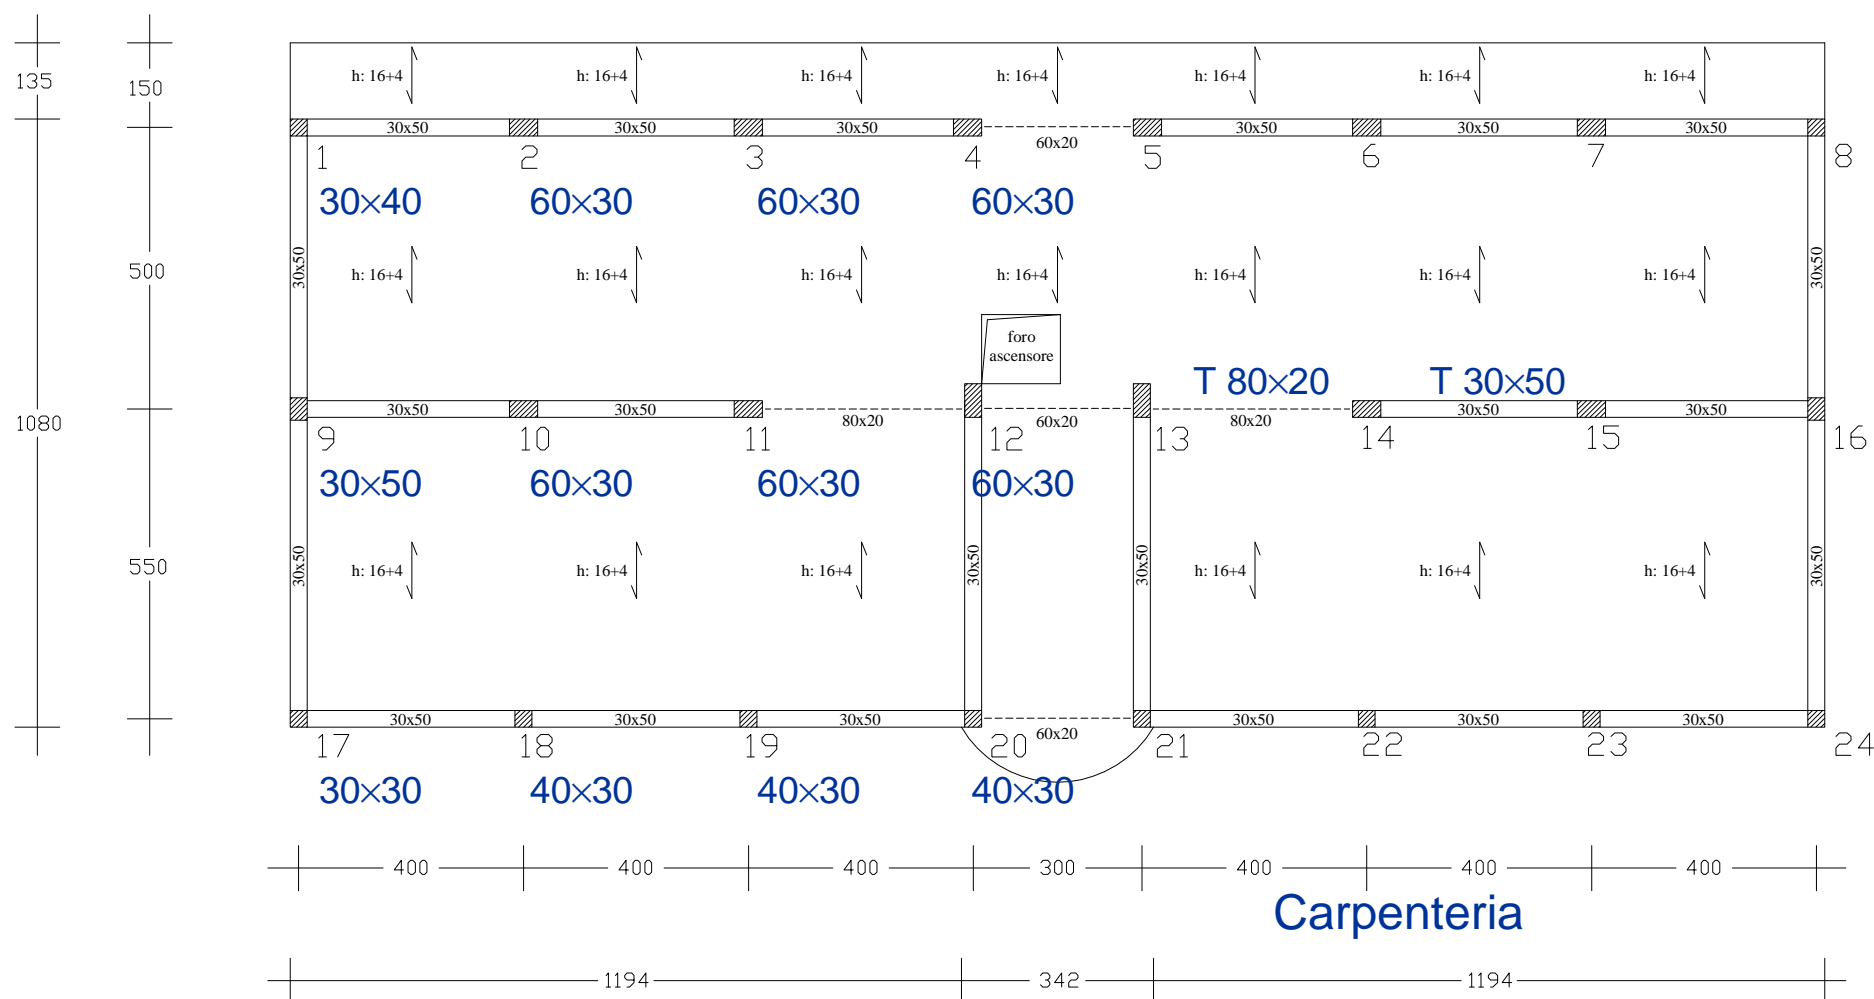 135
150
h: 16+4
h: 16+4
h: 16+4
h: 16+4
h: 16+4
h: 16+4
h: 16+4
30x50
30x50
30x50
60x20
30x50
30x50
30x50
1
2
3
4
5
6
7
8
30×40
60×30
60×30
60×30
500
30x50
h: 16+4
h: 16+4
h: 16+4
h: 16+4
h: 16+4
h: 16+4
h: 16+4
30x50
foro
ascensore
T 80×20
T 30×50
1080
30x50
30x50
80x20
60x20
80x20
30x50
30x50
9
10
11
12
13
14
15
16
30×50
60×30
60×30
60×30
550
30x50
h: 16+4
h: 16+4
h: 16+4
30x50
30x50
h: 16+4
h: 16+4
h: 16+4
30x50
30x50
30x50
30x50
60x20
30x50
30x50
30x50
17
18
19
20
21
22
23
24
30×30
40×30
40×30
40×30
400
400
400
300
400
400
400
Carpenteria
1194
342
1194